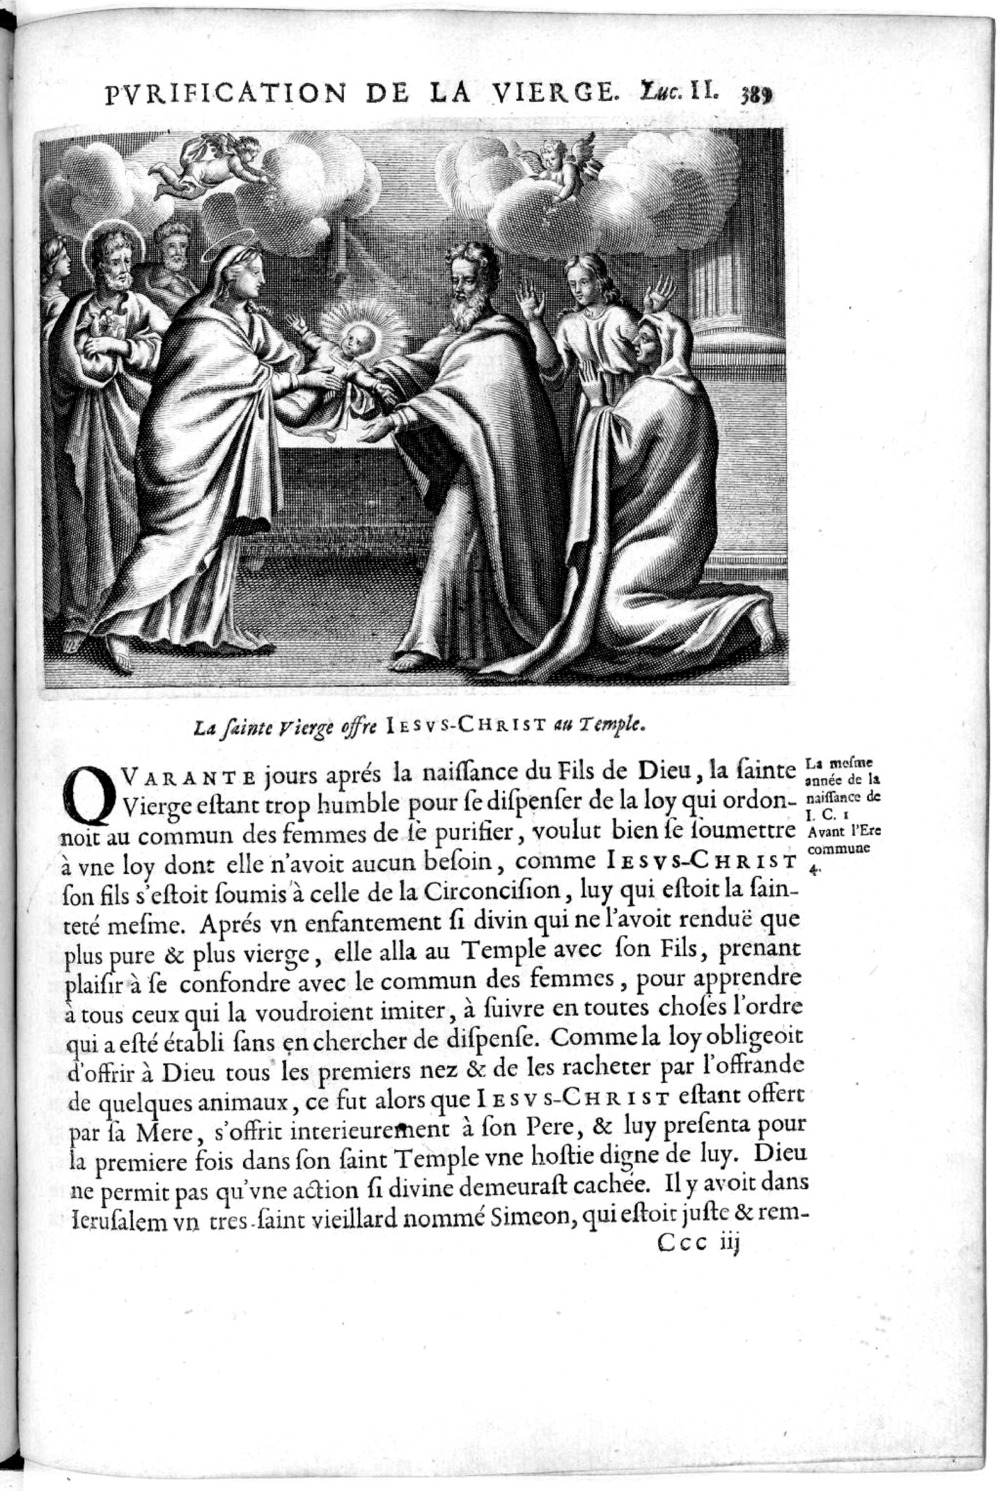 PVRIFICATION DE LA VIERGE. Luc. II. 389
La ſainte Vierge offre IESVS-CHRIST au Temple.
QVARANTE jours aprés la naiſſance du Fils de Dieu, la ſainte
Vierge eſtant trop humble pour ſe diſpenſer de la loy qui ordon-
noit au commun des femmes de ſe purifier, voulut bien ſe ſoumettre
à vne loy dont elle n'avoit aucun beſoin, comme IESVS-CHRIST
ſon fils s'eſtoit ſoumis à celle de la Circonciſion, luy qui eſtoit la ſain-
teté meſme. Aprés vn enfantement ſi divin qui ne l'avoit renduë que
plus pure & plus vierge, elle alla au Temple avec ſon Fils, prenant
plaiſir à ſe confondre avec le commun des femmes, pour apprendre
à tous ceux qui la voudroient imiter, à ſuivre en toutes choſes l'ordre
qui a eſté établi ſans en chercher de diſpenſe. Comme la loy obligeoit
d'offrir à Dieu tous les premiers nez & de les racheter par l'offrande
de quelques animaux, ce fut alors que IESVS-CHRIST eſtant offert
par ſa Mere, s'offrit interieurement à ſon Pere, & luy preſenta pour
la premiere fois dans ſon ſaint Temple vne hoſtie digne de luy. Dieu
ne permit pas qu'vne action ſi divine demeuraſt cachée. Il y avoit dans
Ieruſalem vn tres-ſaint vieillard nommé Simeon, qui eſtoit juſte & rem-
Ccc iij
La meſme
année de la
naiſſance de
I. C. 1
Avant l'Ere
commune
4.